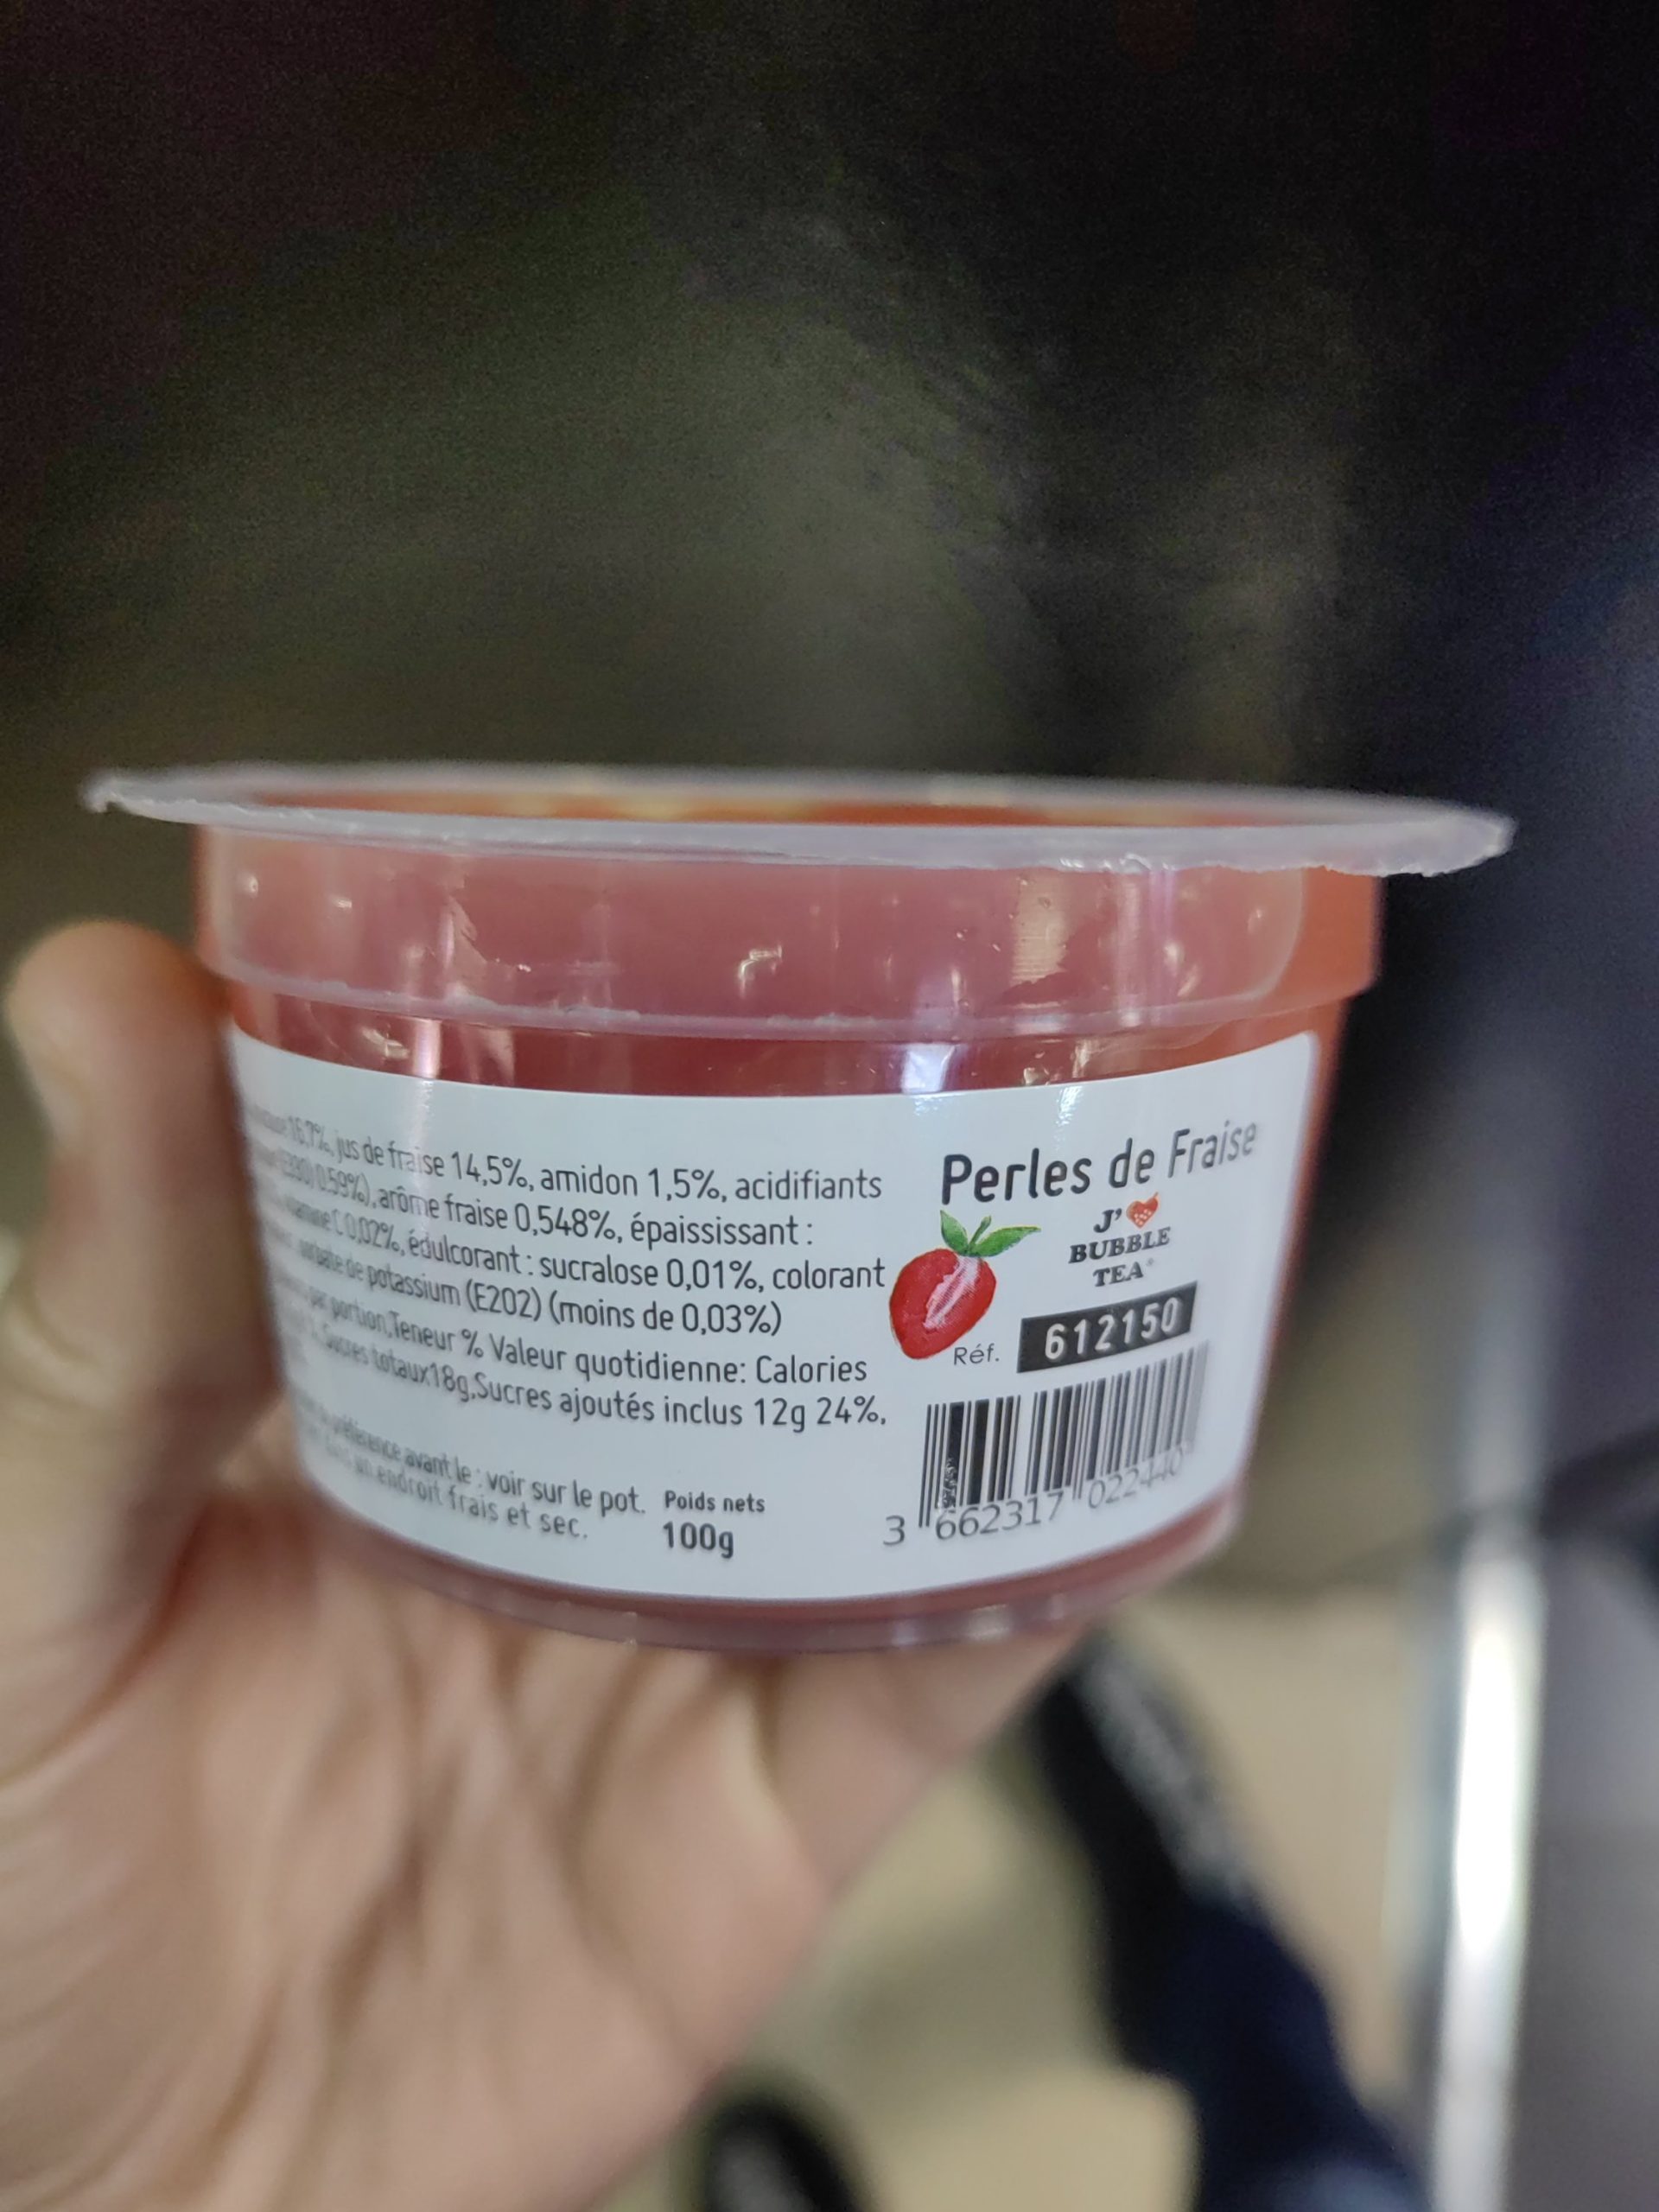 16,7%, jus de fraise 14,5%, amidon 1,5%, acidifiants
(E330) 0,59%), arôme fraise 0,548%, épaississant :
C 0,02%, édulcorant : sucralose 0,01%, colorant
de potassium (E202) (moins de 0,03%)
par portion,Teneur % Valeur quotidienne: Calories
Sucres totaux18g,Sucres ajoutés inclus 12g 24%,
préférence avant le : voir sur le pot.
un endroit frais et sec.
Poids nets
100g
Perles de Fraise
J'
BUBBLE
TEA
Réf. 612150
3 662317 022440